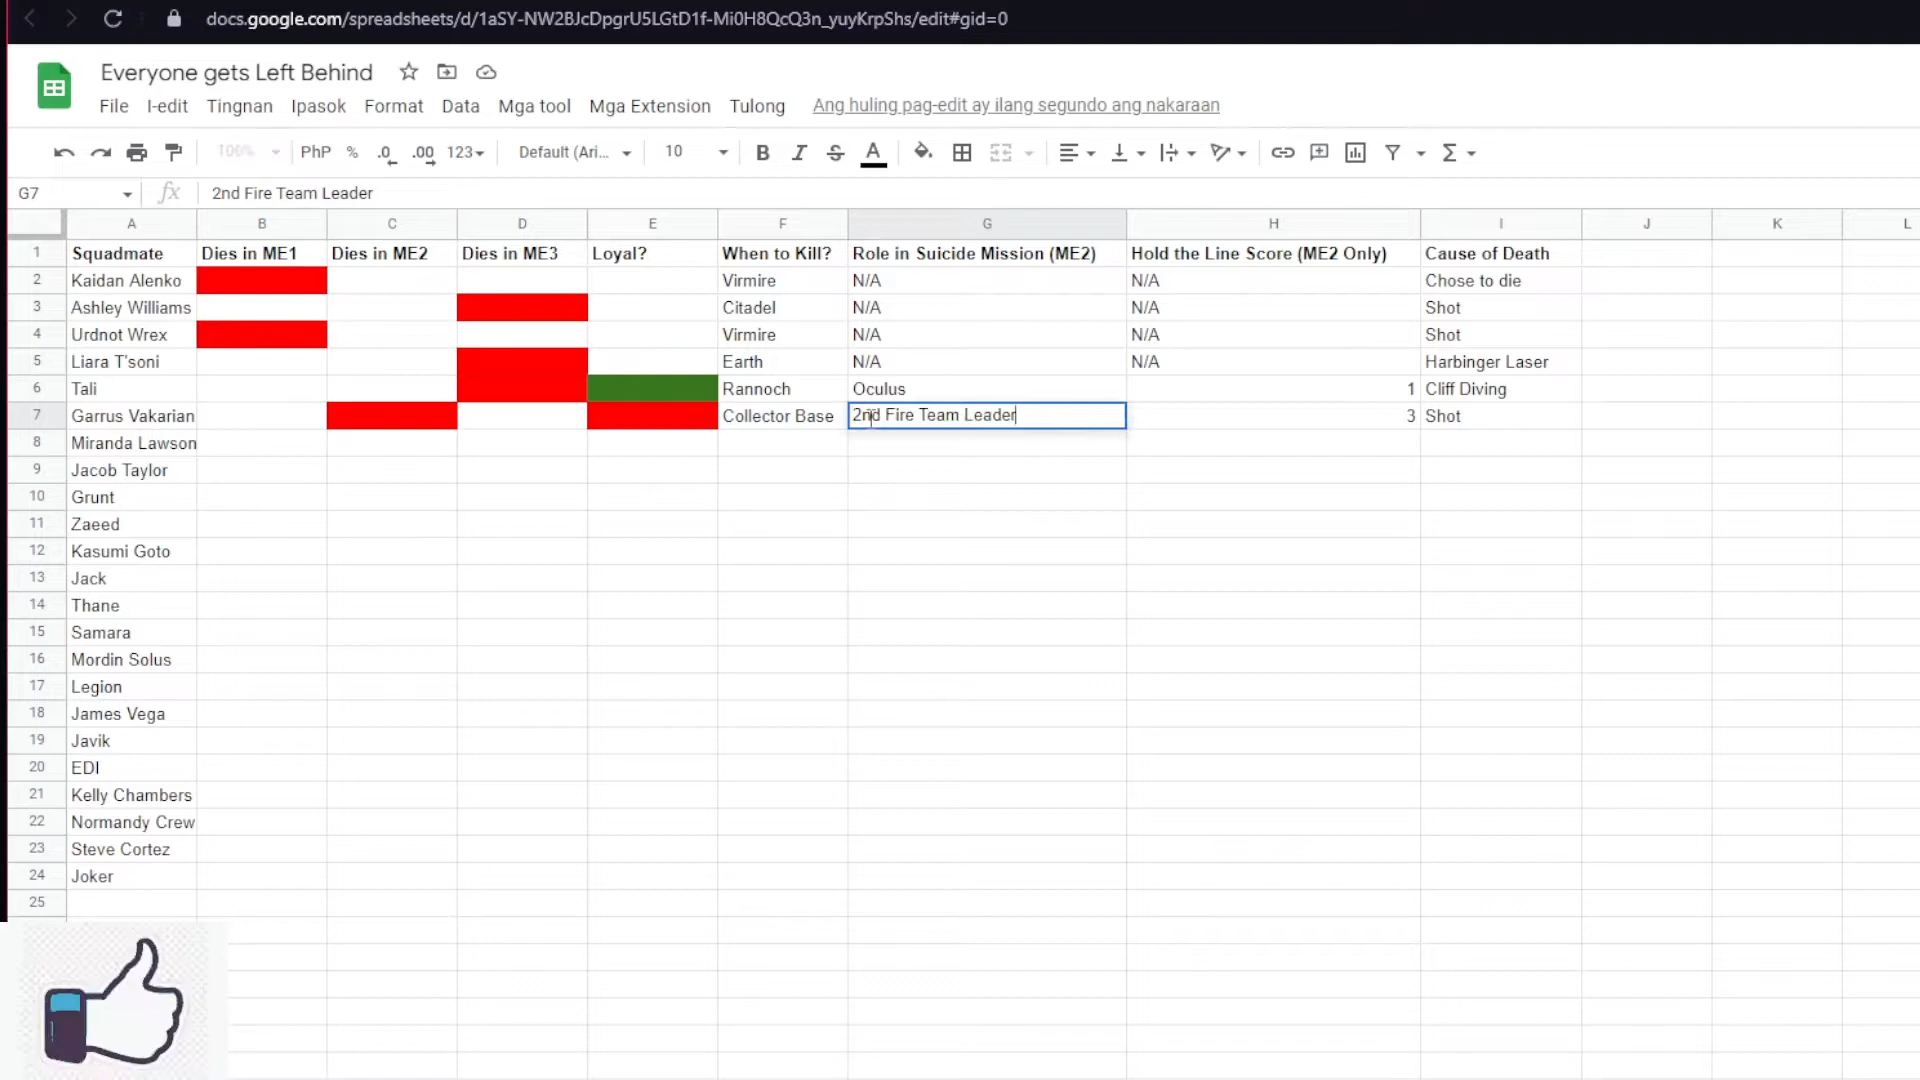 docs.google.com/spreadsheets/d/1aSY-NW2BJcDpgrU5LGtD1f-Mi0H8QcQ3n_yuyKrpShs/edit#gid=0
Everyone gets Left Behind
File I-edit Tingnan Ipasok Format Data Mga tool Mga Extension Tulong Ang huling pag-edit ay ilang segundo ang nakaraan
100% PhP % .0 .00 123 Default (Ari... 10 B I S A Σ
G7 fx 2nd Fire Team Leader
A B C D E F G H I J K L
1 Squadmate Dies in ME1 Dies in ME2 Dies in ME3 Loyal? When to Kill? Role in Suicide Mission (ME2) Hold the Line Score (ME2 Only) Cause of Death
2 Kaidan Alenko Virmire N/A N/A Chose to die
3 Ashley Williams Citadel N/A N/A Shot
4 Urdnot Wrex Virmire N/A N/A Shot
5 Liara T'soni Earth N/A N/A Harbinger Laser
6 Tali Rannoch Oculus 1 Cliff Diving
7 Garrus Vakarian Collector Base 2nd Fire Team Leader 3 Shot
8 Miranda Lawson
9 Jacob Taylor
10 Grunt
11 Zaeed
12 Kasumi Goto
13 Jack
14 Thane
15 Samara
16 Mordin Solus
17 Legion
18 James Vega
19 Javik
20 EDI
21 Kelly Chambers
22 Normandy Crew
23 Steve Cortez
24 Joker
25